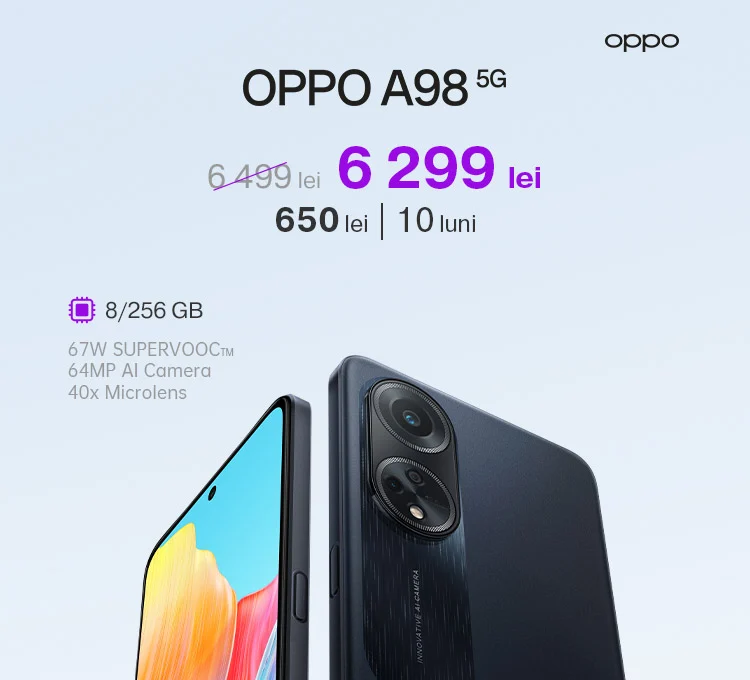 oppo
OPPO A98 5G
6 499 lei 6 299 lei
650 lei | 10 luni
8/256 GB
67W SUPERVOOC™
64MP AI Camera
40x Microlens
INNOVATIVE AI CAMERA